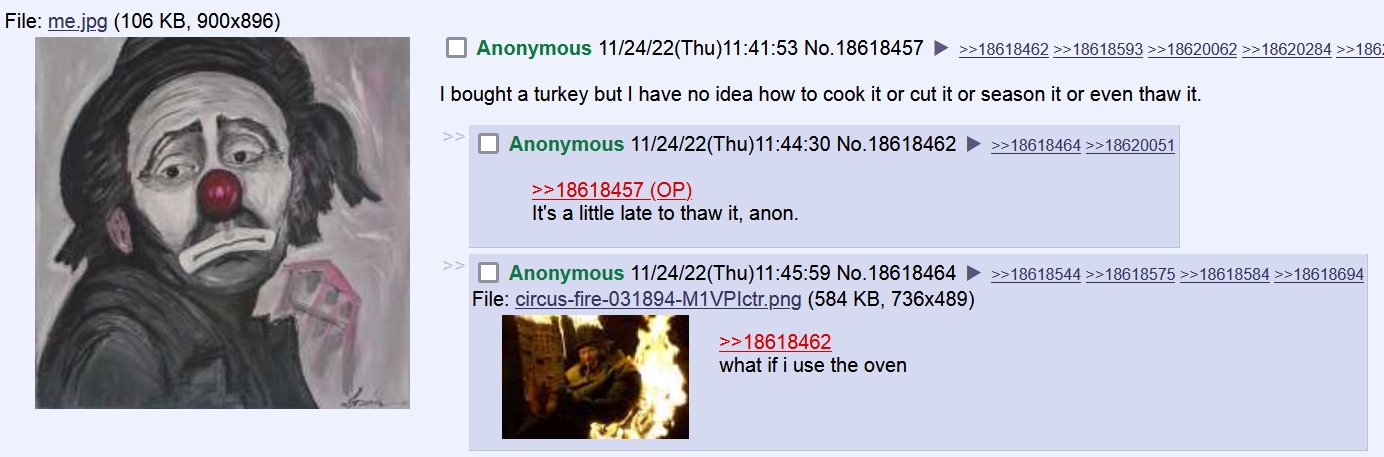 File: me.jpg (106 KB, 900x896)
Anonymous 11/24/22(Thu)11:41:53 No.18618457 ▶ >>18618462 >>18618593 >>18620062 >>18620284 >>1862
I bought a turkey but I have no idea how to cook it or cut it or season it or even thaw it.
>> Anonymous 11/24/22(Thu)11:44:30 No.18618462 ▶ >>18618464 >>18620051
>>18618457 (OP)
It's a little late to thaw it, anon.
>> Anonymous 11/24/22(Thu)11:45:59 No.18618464 ▶ >>18618544 >>18618575 >>18618584 >>18618694
File: circus-fire-031894-M1VPIctr.png (584 KB, 736x489)
>>18618462
what if i use the oven